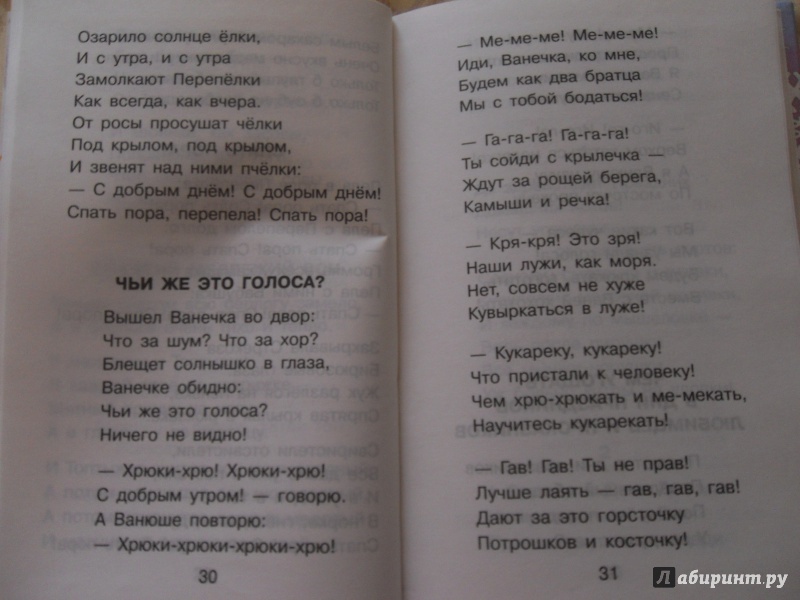 Озарило солнце ёлки,
И с утра, и с утра
Замолкают Перепёлки
Как всегда, как вчера.
От росы просушат чёлки
Под крылом, под крылом,
И звенят над ними пчёлки:
— С добрым днём! С добрым днём!
Спать пора, перепела! Спать пора!
ЧЬИ ЖЕ ЭТО ГОЛОСА?
Вышел Ванечка во двор:
Что за шум? Что за хор?
Блещет солнышко в глаза,
Ванечке обидно:
Чьи же это голоса?
Ничего не видно!
— Хрюки-хрю! Хрюки-хрю!
С добрым утром! — говорю.
А Ванюше повторю:
— Хрюки-хрюки-хрюки-хрю!
30
— Ме-ме-ме! Ме-ме-ме!
Иди, Ванечка, ко мне,
Будем как два братца
Мы с тобой бодаться!
— Га-га-га! Га-га-га!
Ты сойди с крылечка —
Ждут за рощей берега,
Камыши и речка!
— Кря-кря! Это зря!
Наши лужи, как моря.
Нет, совсем не хуже
Кувыркаться в луже!
— Кукареку, кукареку!
Что пристали к человеку!
Чем хрю-хрюкать и ме-мекать,
Научитесь кукарекать!
— Гав! Гав! Ты не прав!
Лучше лаять — гав, гав, гав!
Дают за это горсточку
Потрошков и косточку!
31
Лабиринт.ру